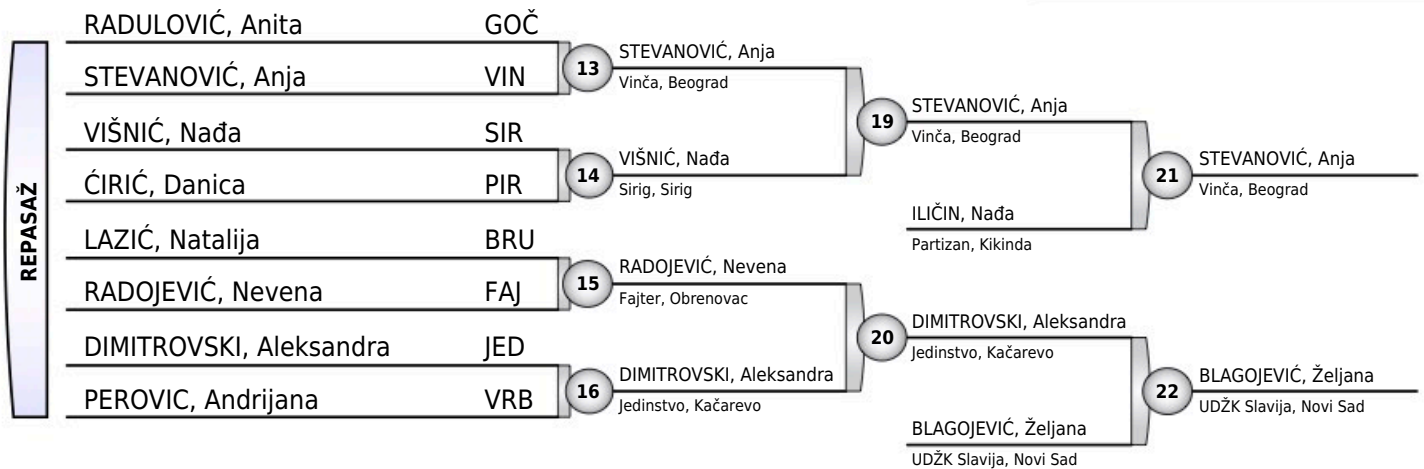 REPASAŽ
RADULOVIĆ, Anita GOČ
STEVANOVIĆ, Anja VIN
VIŠNIĆ, Nađa SIR
ĆIRIĆ, Danica PIR
LAZIĆ, Natalija BRU
RADOJEVIĆ, Nevena FAJ
DIMITROVSKI, Aleksandra JED
PEROVIC, Andrijana VRB
13
STEVANOVIĆ, Anja
Vinča, Beograd
14
VIŠNIĆ, Nađa
Sirig, Sirig
15
RADOJEVIĆ, Nevena
Fajter, Obrenovac
16
DIMITROVSKI, Aleksandra
Jedinstvo, Kačarevo
19
STEVANOVIĆ, Anja
Vinča, Beograd
ILIČIN, Nađa
Partizan, Kikinda
20
DIMITROVSKI, Aleksandra
Jedinstvo, Kačarevo
BLAGOJEVIĆ, Željana
UDŽK Slavija, Novi Sad
21
STEVANOVIĆ, Anja
Vinča, Beograd
22
BLAGOJEVIĆ, Željana
UDŽK Slavija, Novi Sad